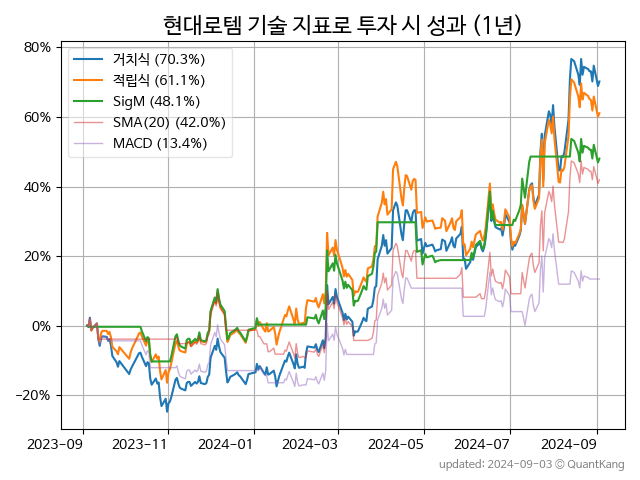 현대로템 기술 지표로 투자 시 성과 (1년)
거치식 (70.3%)
적립식 (61.1%)
SigM (48.1%)
SMA(20) (42.0%)
MACD (13.4%)
80%
60%
40%
20%
0%
−20%
2023-09 2023-11 2024-01 2024-03 2024-05 2024-07 2024-09
updated: 2024-09-03 © QuantKang